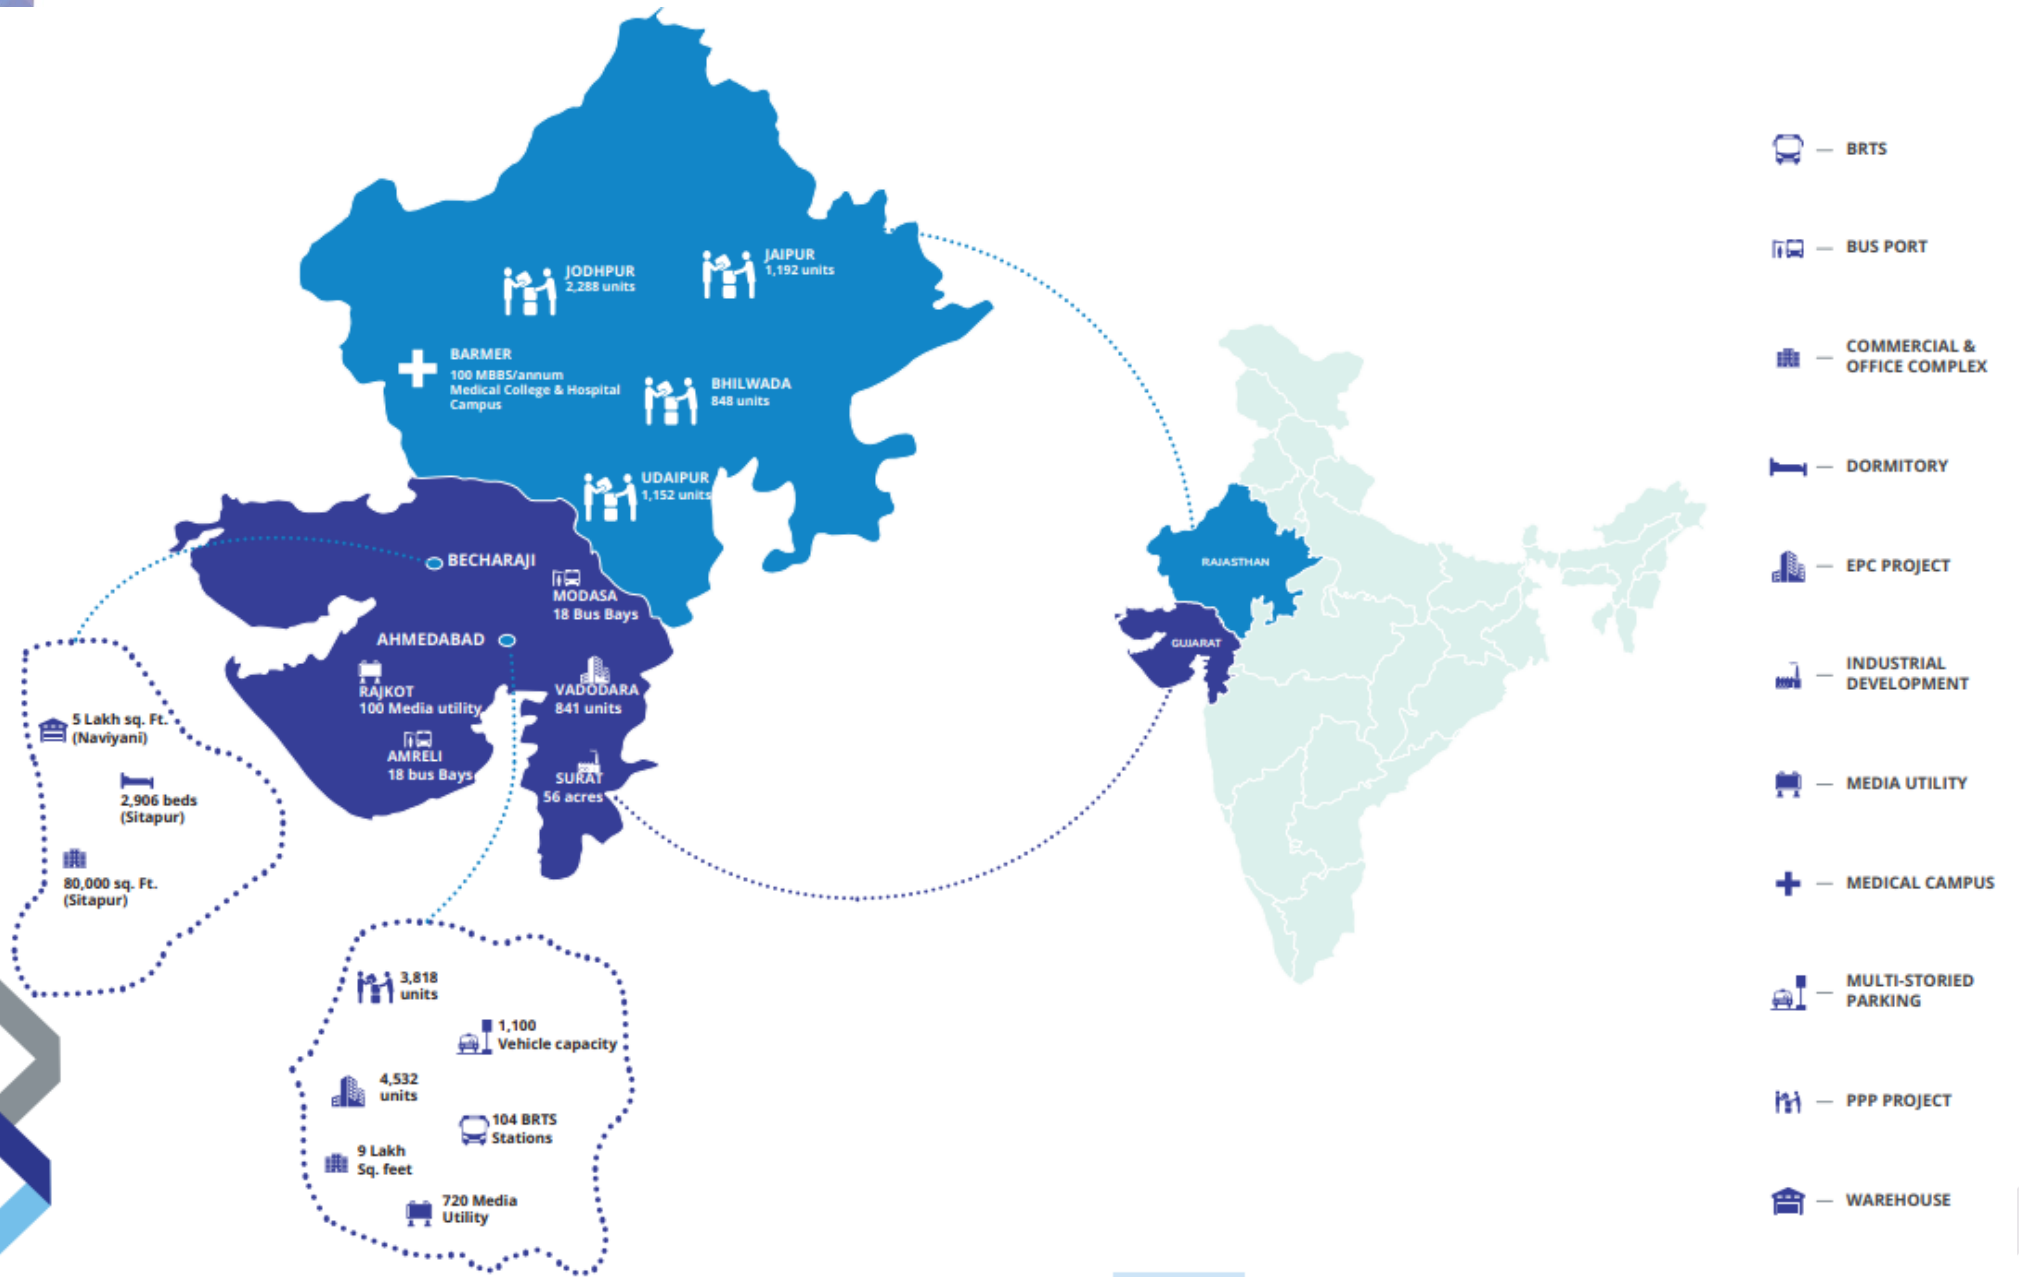 JODHPUR
2,288 units
JAIPUR
1,192 units
BARMER
100 MBBS/annum
Medical College & Hospital
Campus
BHILWADA
848 units
UDAIPUR
1,152 units
BECHARAJI
MODASA
18 Bus Bays
AHMEDABAD
RAJKOT
100 Media utility
VADODARA
841 units
AMRELI
18 bus Bays
SURAT
56 acres
5 Lakh sq. Ft.
(Naviyani)
2,906 beds
(Sitapur)
80,000 sq. Ft.
(Sitapur)
3,818
units
1,100
Vehicle capacity
4,532
units
104 BRTS
Stations
9 Lakh
Sq. feet
720 Media
Utility
RAJASTHAN
GUJARAT
BRTS
BUS PORT
COMMERCIAL &
OFFICE COMPLEX
DORMITORY
EPC PROJECT
INDUSTRIAL
DEVELOPMENT
MEDIA UTILITY
MEDICAL CAMPUS
MULTI-STORIED
PARKING
PPP PROJECT
WAREHOUSE